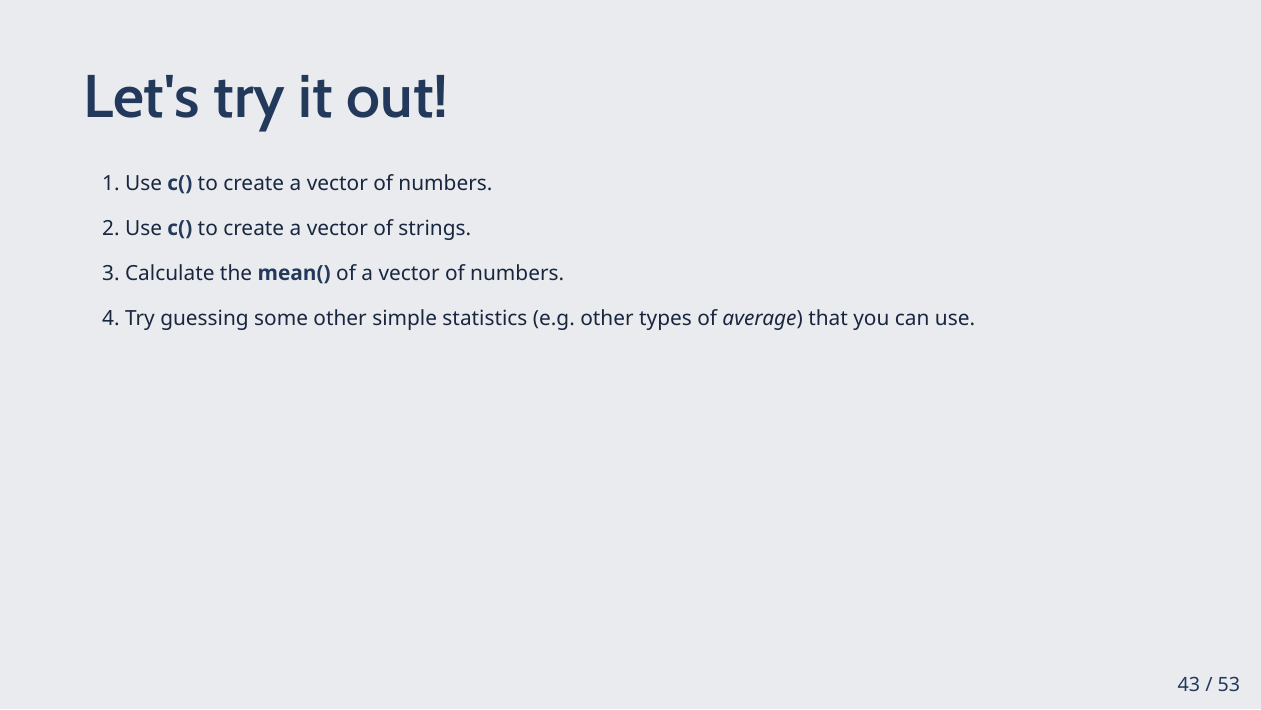 Let's try it out!
1. Use c() to create a vector of numbers.
2. Use c() to create a vector of strings.
3. Calculate the mean() of a vector of numbers.
4. Try guessing some other simple statistics (e.g. other types of average) that you can use.
43 / 53